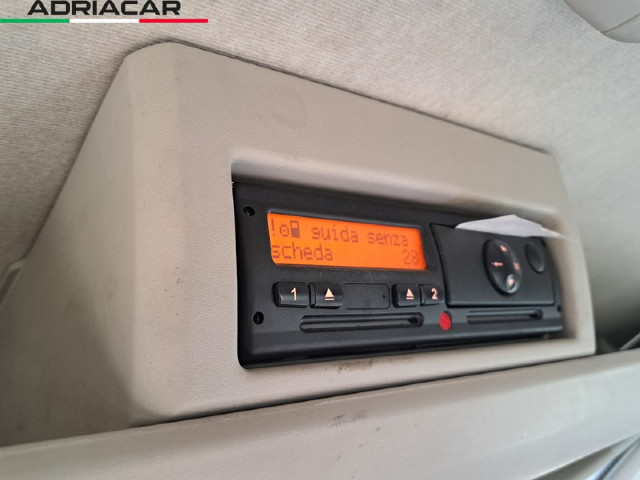 ADRIACAR
! guida senza
scheda 28
1 2